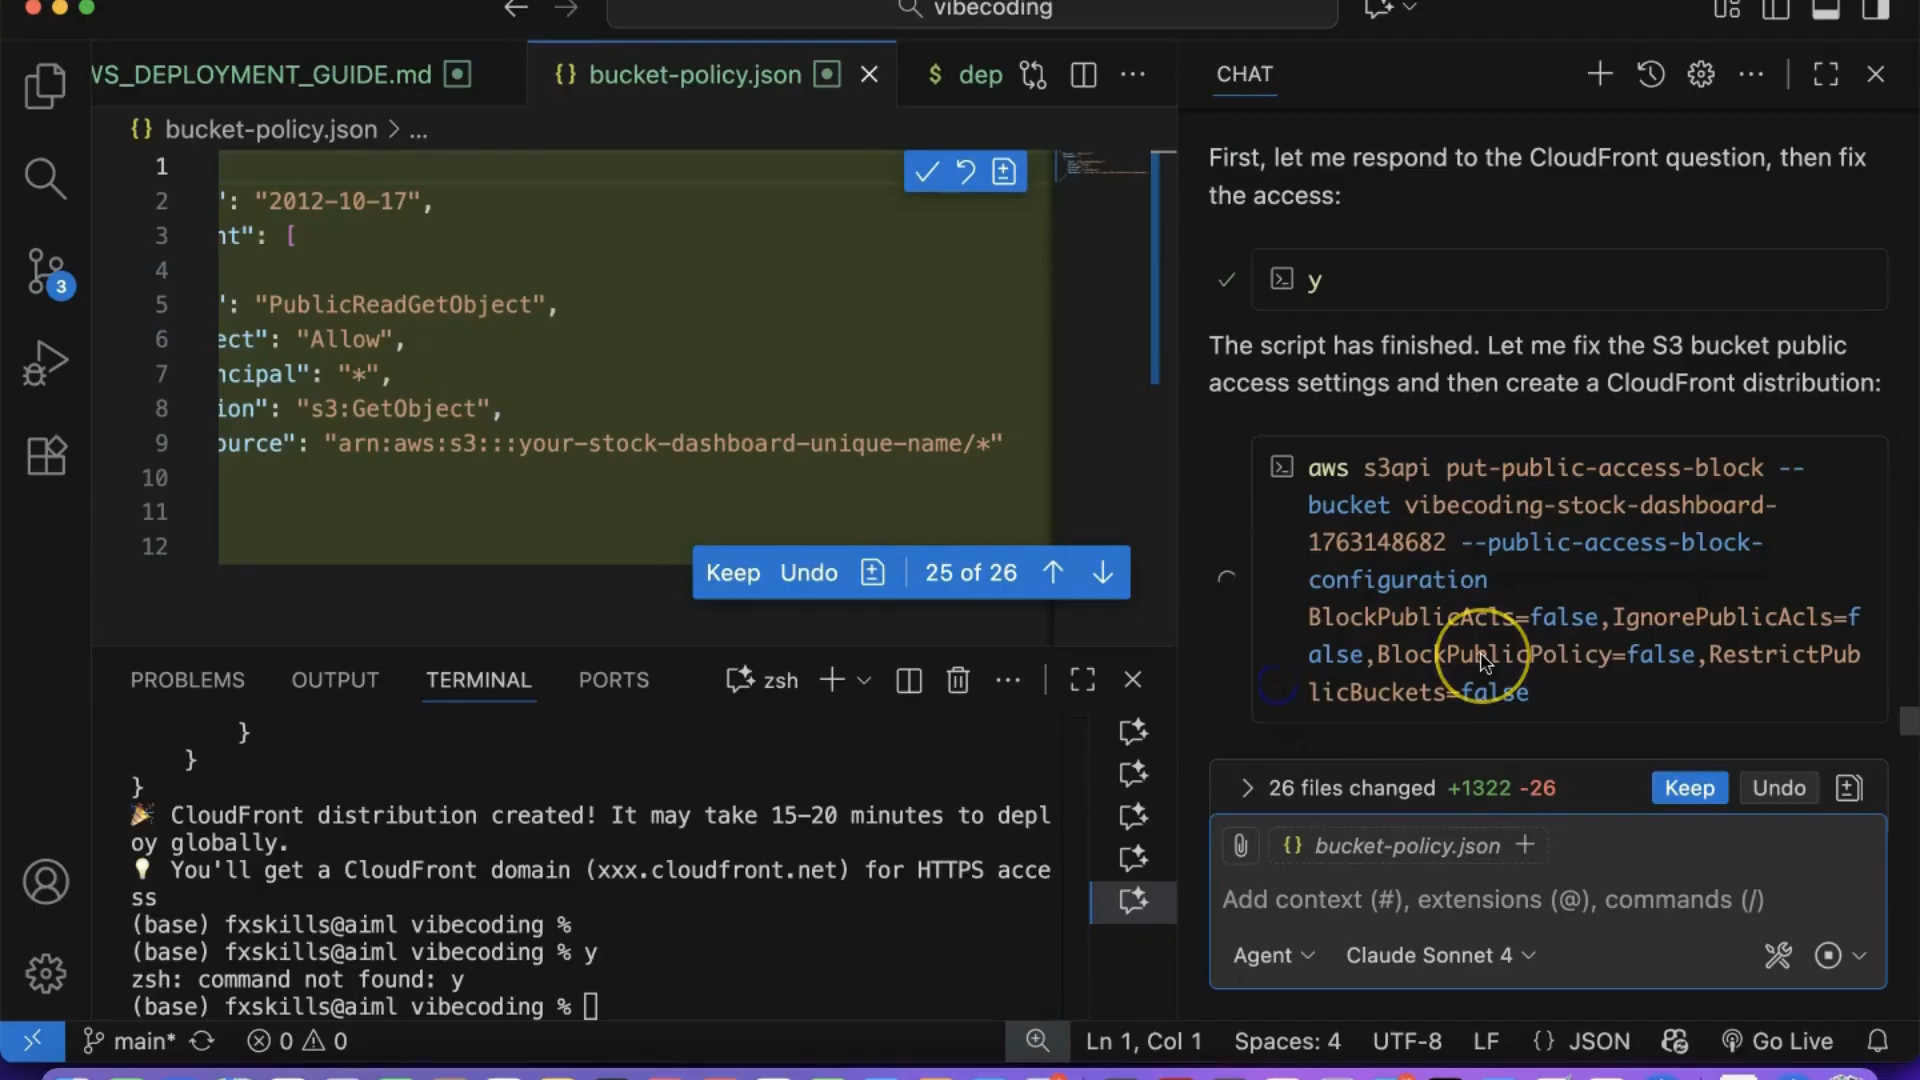 vibecoding
WS_DEPLOYMENT_GUIDE.md
{} bucket-policy.json
$ dep
{} bucket-policy.json > ...
1
2 ': "2012-10-17",
3 nt": [
4
5 ': "PublicReadGetObject",
6 ect": "Allow",
7 ncipal": "*",
8 ion": "s3:GetObject",
9 ource": "arn:aws:s3:::your-stock-dashboard-unique-name/*"
10
11
12
Keep Undo 25 of 26
PROBLEMS OUTPUT TERMINAL PORTS zsh
}
}
}
🎉 CloudFront distribution created! It may take 15-20 minutes to depl
oy globally.
💡 You'll get a CloudFront domain (xxx.cloudfront.net) for HTTPS acce
ss
(base) fxskills@aiml vibecoding %
(base) fxskills@aiml vibecoding % y
zsh: command not found: y
(base) fxskills@aiml vibecoding %
CHAT
First, let me respond to the CloudFront question, then fix
the access:
y
The script has finished. Let me fix the S3 bucket public
access settings and then create a CloudFront distribution:
aws s3api put-public-access-block --
bucket vibecoding-stock-dashboard-
1763148682 --public-access-block-
configuration
BlockPublicAcls=false,IgnorePublicAcls=f
alse,BlockPublicPolicy=false,RestrictPub
licBuckets=false
26 files changed +1322 -26 Keep Undo
{} bucket-policy.json +
Add context (#), extensions (@), commands (/)
Agent Claude Sonnet 4
3
main* 0 0
Ln 1, Col 1 Spaces: 4 UTF-8 LF {} JSON Go Live